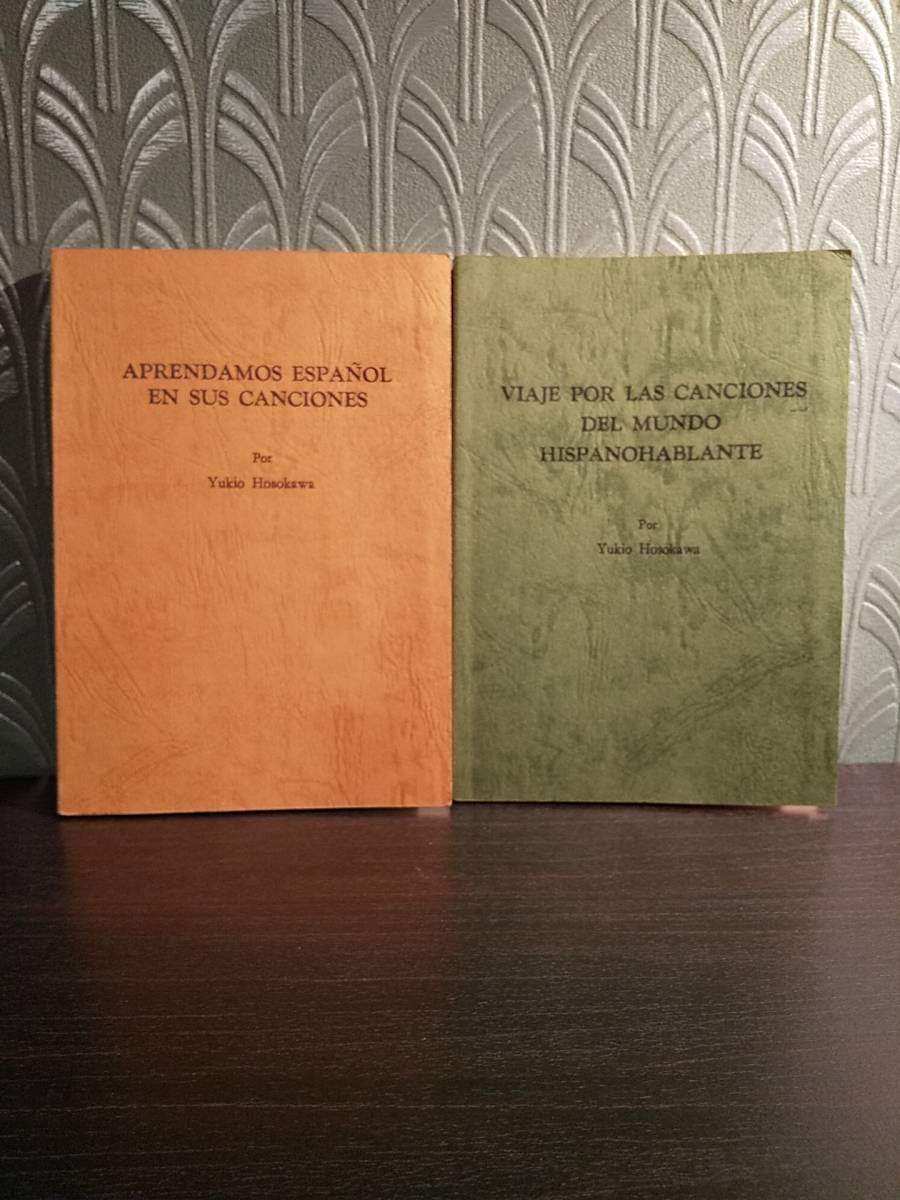 APRENDAMOS ESPAÑOL
EN SUS CANCIONES
Por
Yukio Hosokawa
VIAJE POR LAS CANCIONES
DEL MUNDO
HISPANOHABLANTE
Por
Yukio Hosokawa